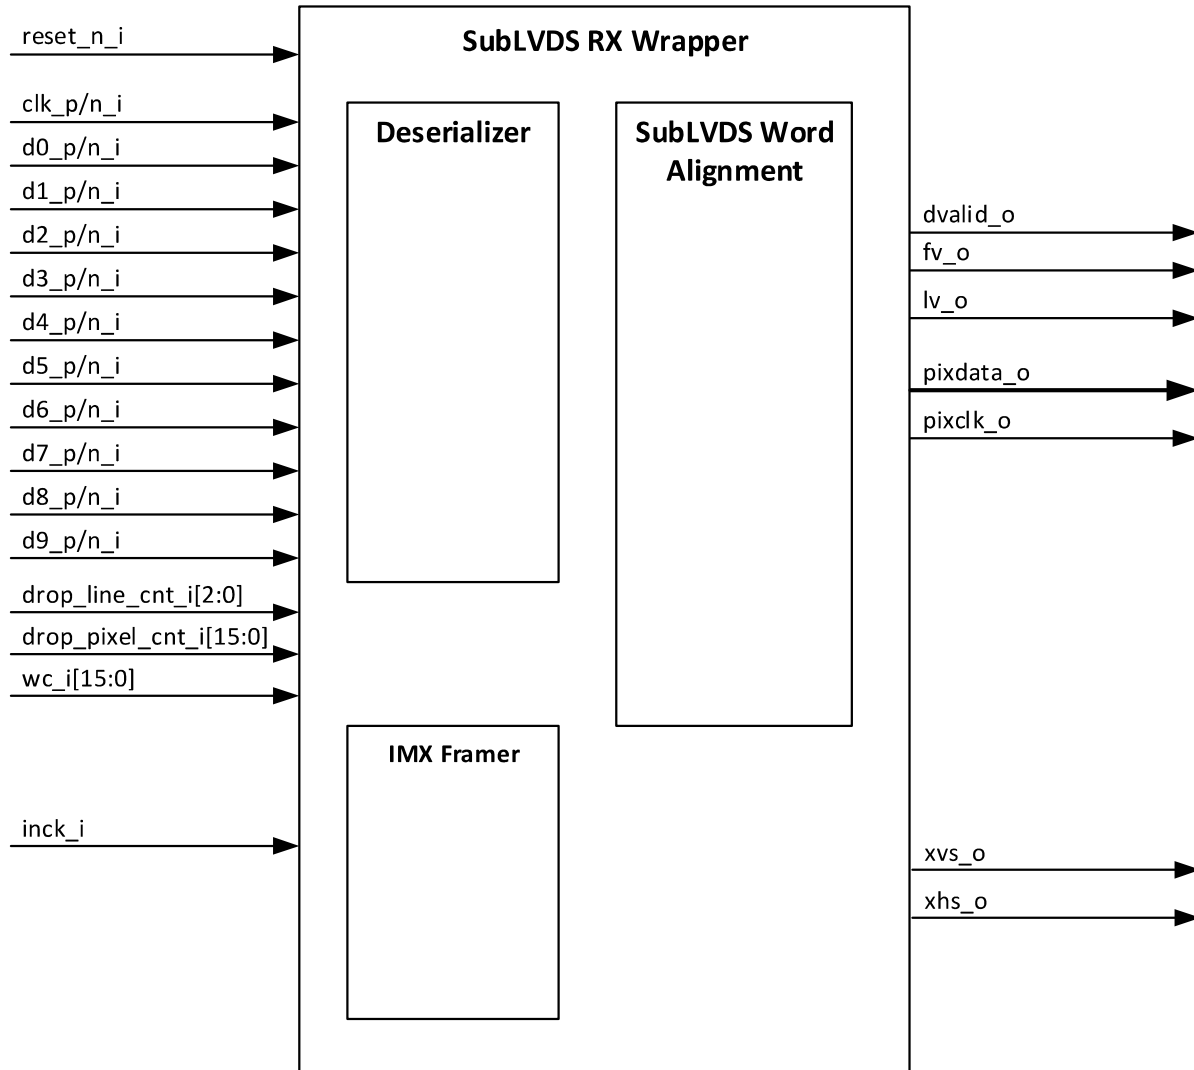 SubLVDS RX Wrapper
reset_n_i
clk_p/n_i
d0_p/n_i
d1_p/n_i
d2_p/n_i
d3_p/n_i
d4_p/n_i
d5_p/n_i
d6_p/n_i
d7_p/n_i
d8_p/n_i
d9_p/n_i
drop_line_cnt_i[2:0]
drop_pixel_cnt_i[15:0]
wc_i[15:0]
inck_i
Deserializer
SubLVDS Word
Alignment
IMX Framer
dvalid_o
fv_o
lv_o
pixdata_o
pixclk_o
xvs_o
xhs_o